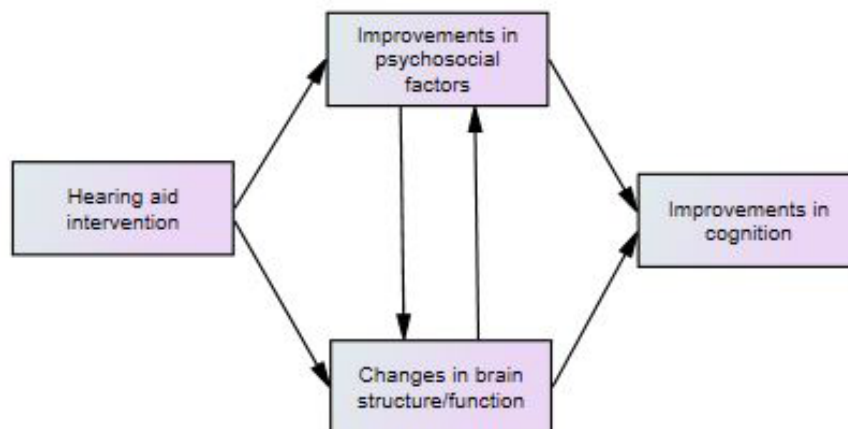 Improvements in
psychosocial
factors
Hearing aid
intervention
Improvements in
cognition
Changes in brain
structure/function